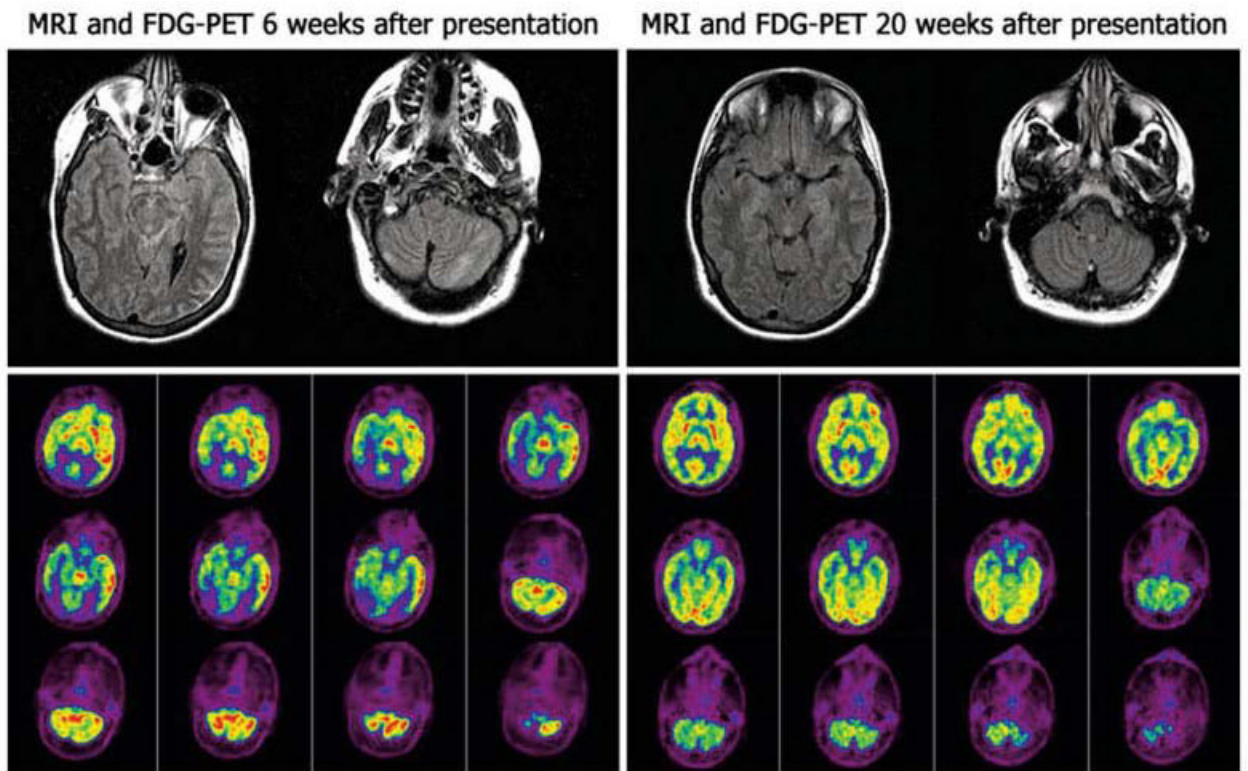 MRI and FDG-PET 6 weeks after presentation
MRI and FDG-PET 20 weeks after presentation